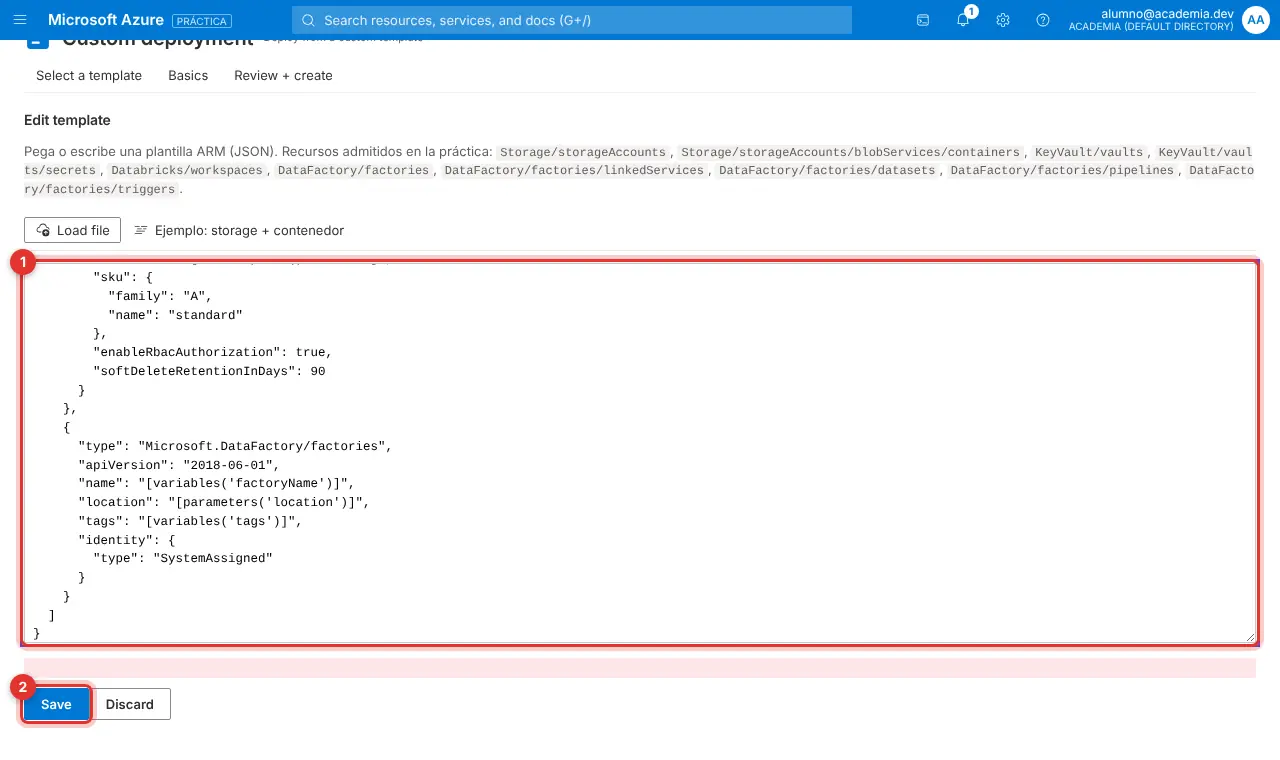 Microsoft Azure PRÁCTICA
Search resources, services, and docs (G+/)
1
alumno@academia.dev
ACADEMIA (DEFAULT DIRECTORY)
AA
Custom deployment
Select a template Basics Review + create
Edit template
Pega o escribe una plantilla ARM (JSON). Recursos admitidos en la práctica: Storage/storageAccounts, Storage/storageAccounts/blobServices/containers, KeyVault/vaults, KeyVault/vaul
ts/secrets, Databricks/workspaces, DataFactory/factories, DataFactory/factories/linkedServices, DataFactory/factories/datasets, DataFactory/factories/pipelines, DataFacto
ry/factories/triggers.
Load file Ejemplo: storage + contenedor
1
"sku": {
"family": "A",
"name": "standard"
},
"enableRbacAuthorization": true,
"softDeleteRetentionInDays": 90
}
},
{
"type": "Microsoft.DataFactory/factories",
"apiVersion": "2018-06-01",
"name": "[variables('factoryName')]",
"location": "[parameters('location')]",
"tags": "[variables('tags')]",
"identity": {
"type": "SystemAssigned"
}
}
]
}
2
Save Discard